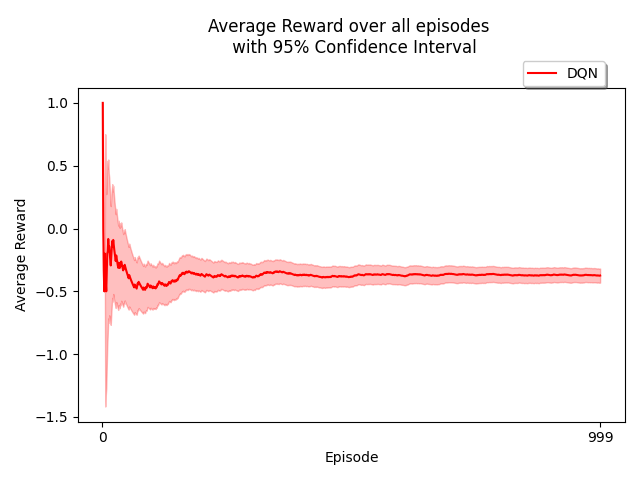 Average Reward over all episodes
with 95% Confidence Interval
DQN
1.0
0.5
0.0
−0.5
−1.0
−1.5
Average Reward
0
999
Episode